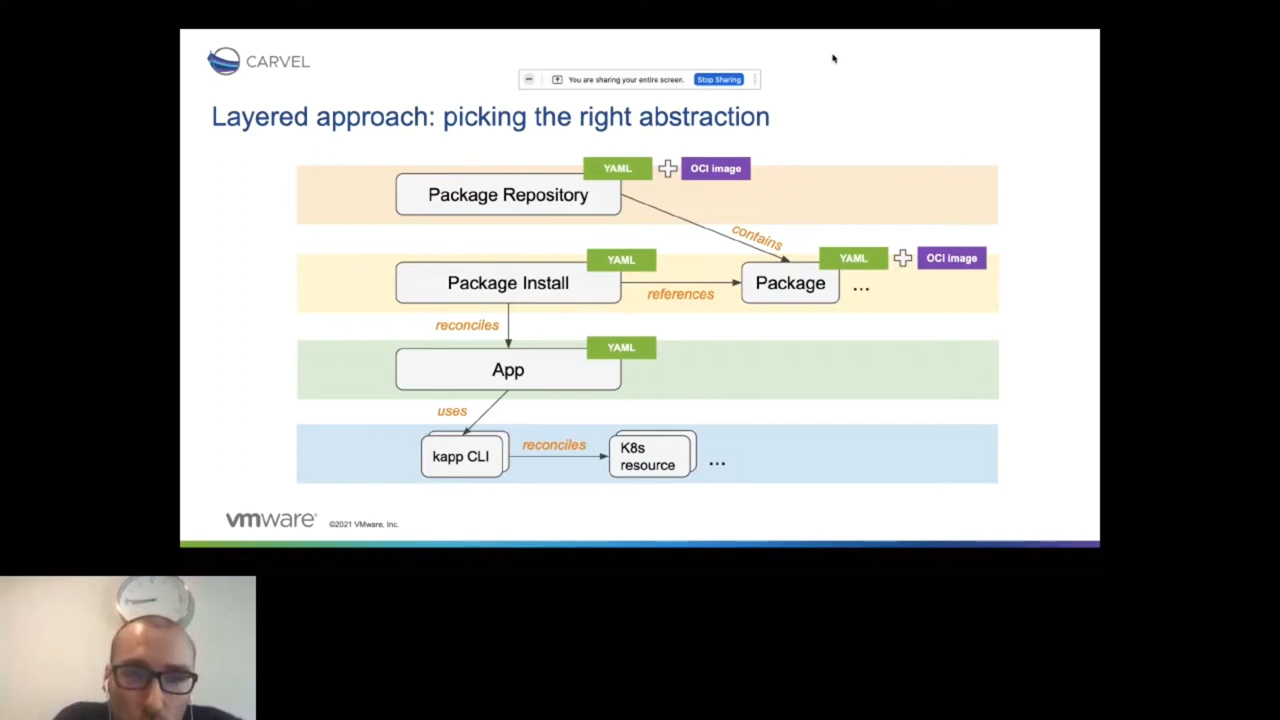 CARVEL
You are sharing your entire screen. Stop Sharing
Layered approach: picking the right abstraction
YAML OCI image
Package Repository
contains
YAML
YAML OCI image
Package Install
references
Package
...
reconciles
YAML
App
uses
kapp CLI
reconciles
K8s
resource
...
vmware
©2021 VMware, Inc.